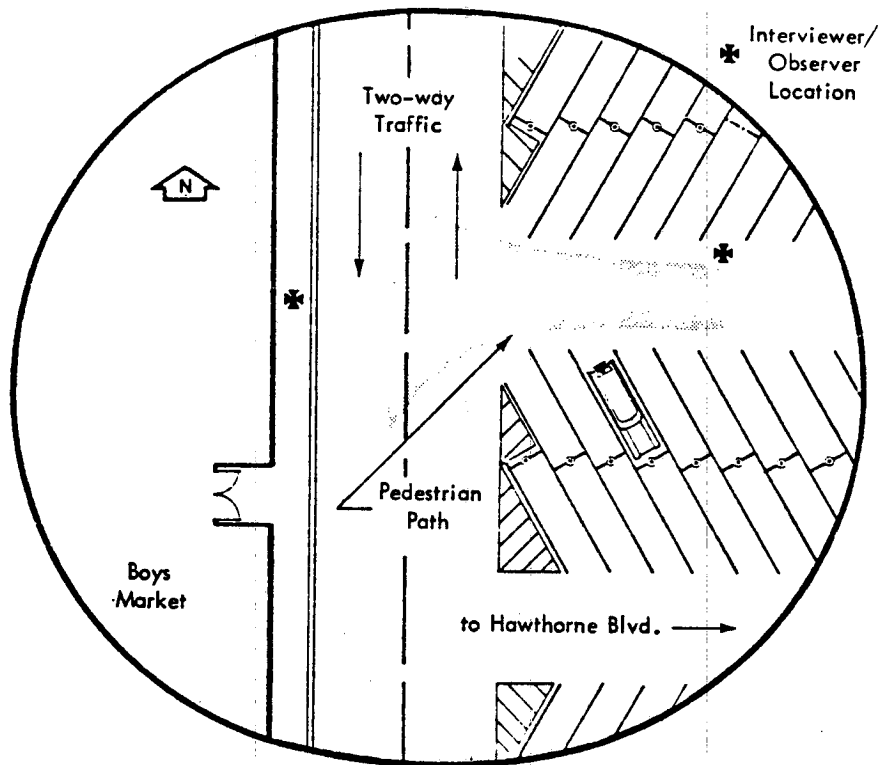 Interviewer/
Observer
Location
Two-way
Traffic
N
Pedestrian
Path
Boys
Market
to Hawthorne Blvd.